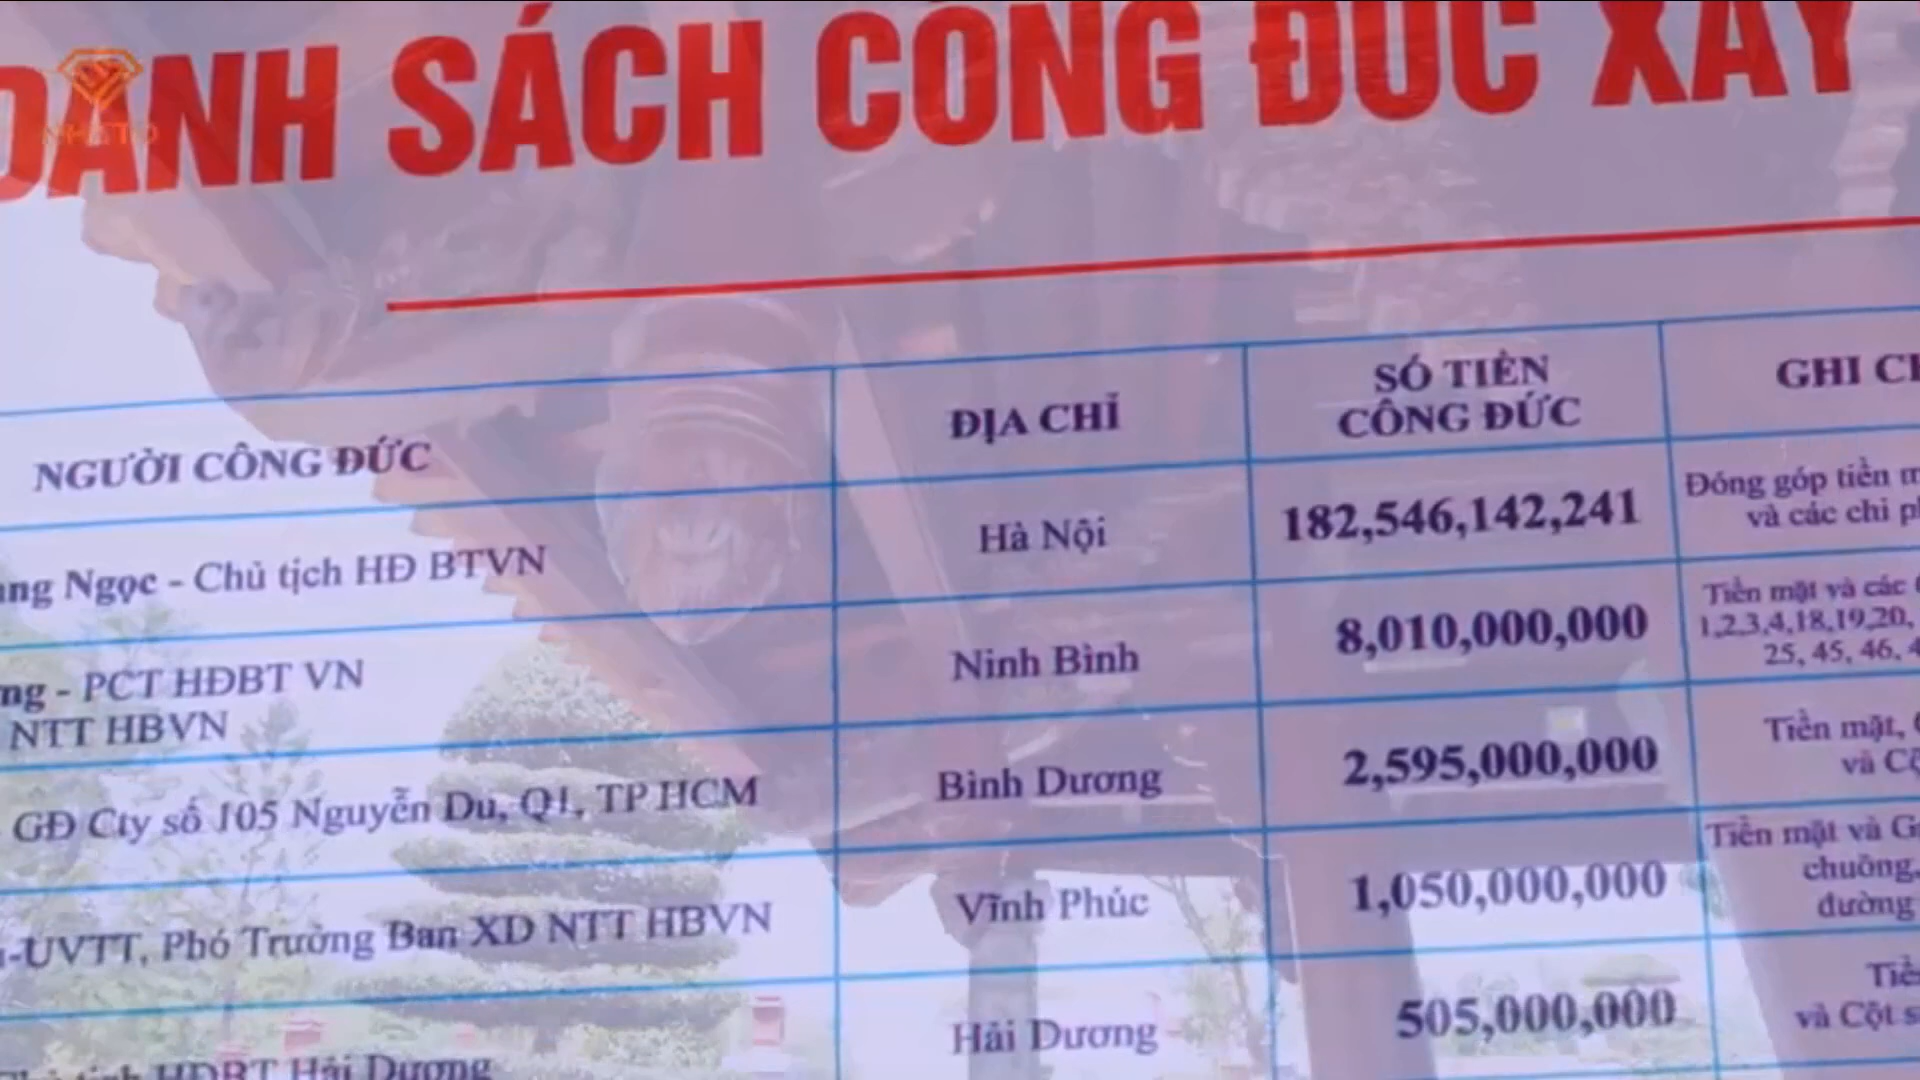 DANH SÁCH CÔNG ĐỨC XÂY
NGƯỜI CÔNG ĐỨC
ĐỊA CHỈ
SỐ TIỀN
CÔNG ĐỨC
GHI
Ngọc - Chủ tịch HĐ BTVN
Hà Nội
182,546,142,241
Đóng góp tiền
và các chi
- PCT HĐBT VN
NTT HBVN
Ninh Bình
8,010,000,000
Tiền mặt và các
1,2,3,4,18,19,20,
25, 45, 46,
GĐ Cty số 105 Nguyễn Du, Q1, TP HCM
Bình Dương
2,595,000,000
Tiền mặt,
và
-UVTT, Phó Trưởng Ban XD NTT HBVN
Vĩnh Phúc
1,050,000,000
Tiền mặt và
chuông,
đường
HĐBT Hải Dương
Hải Dương
505,000,000
và Cột